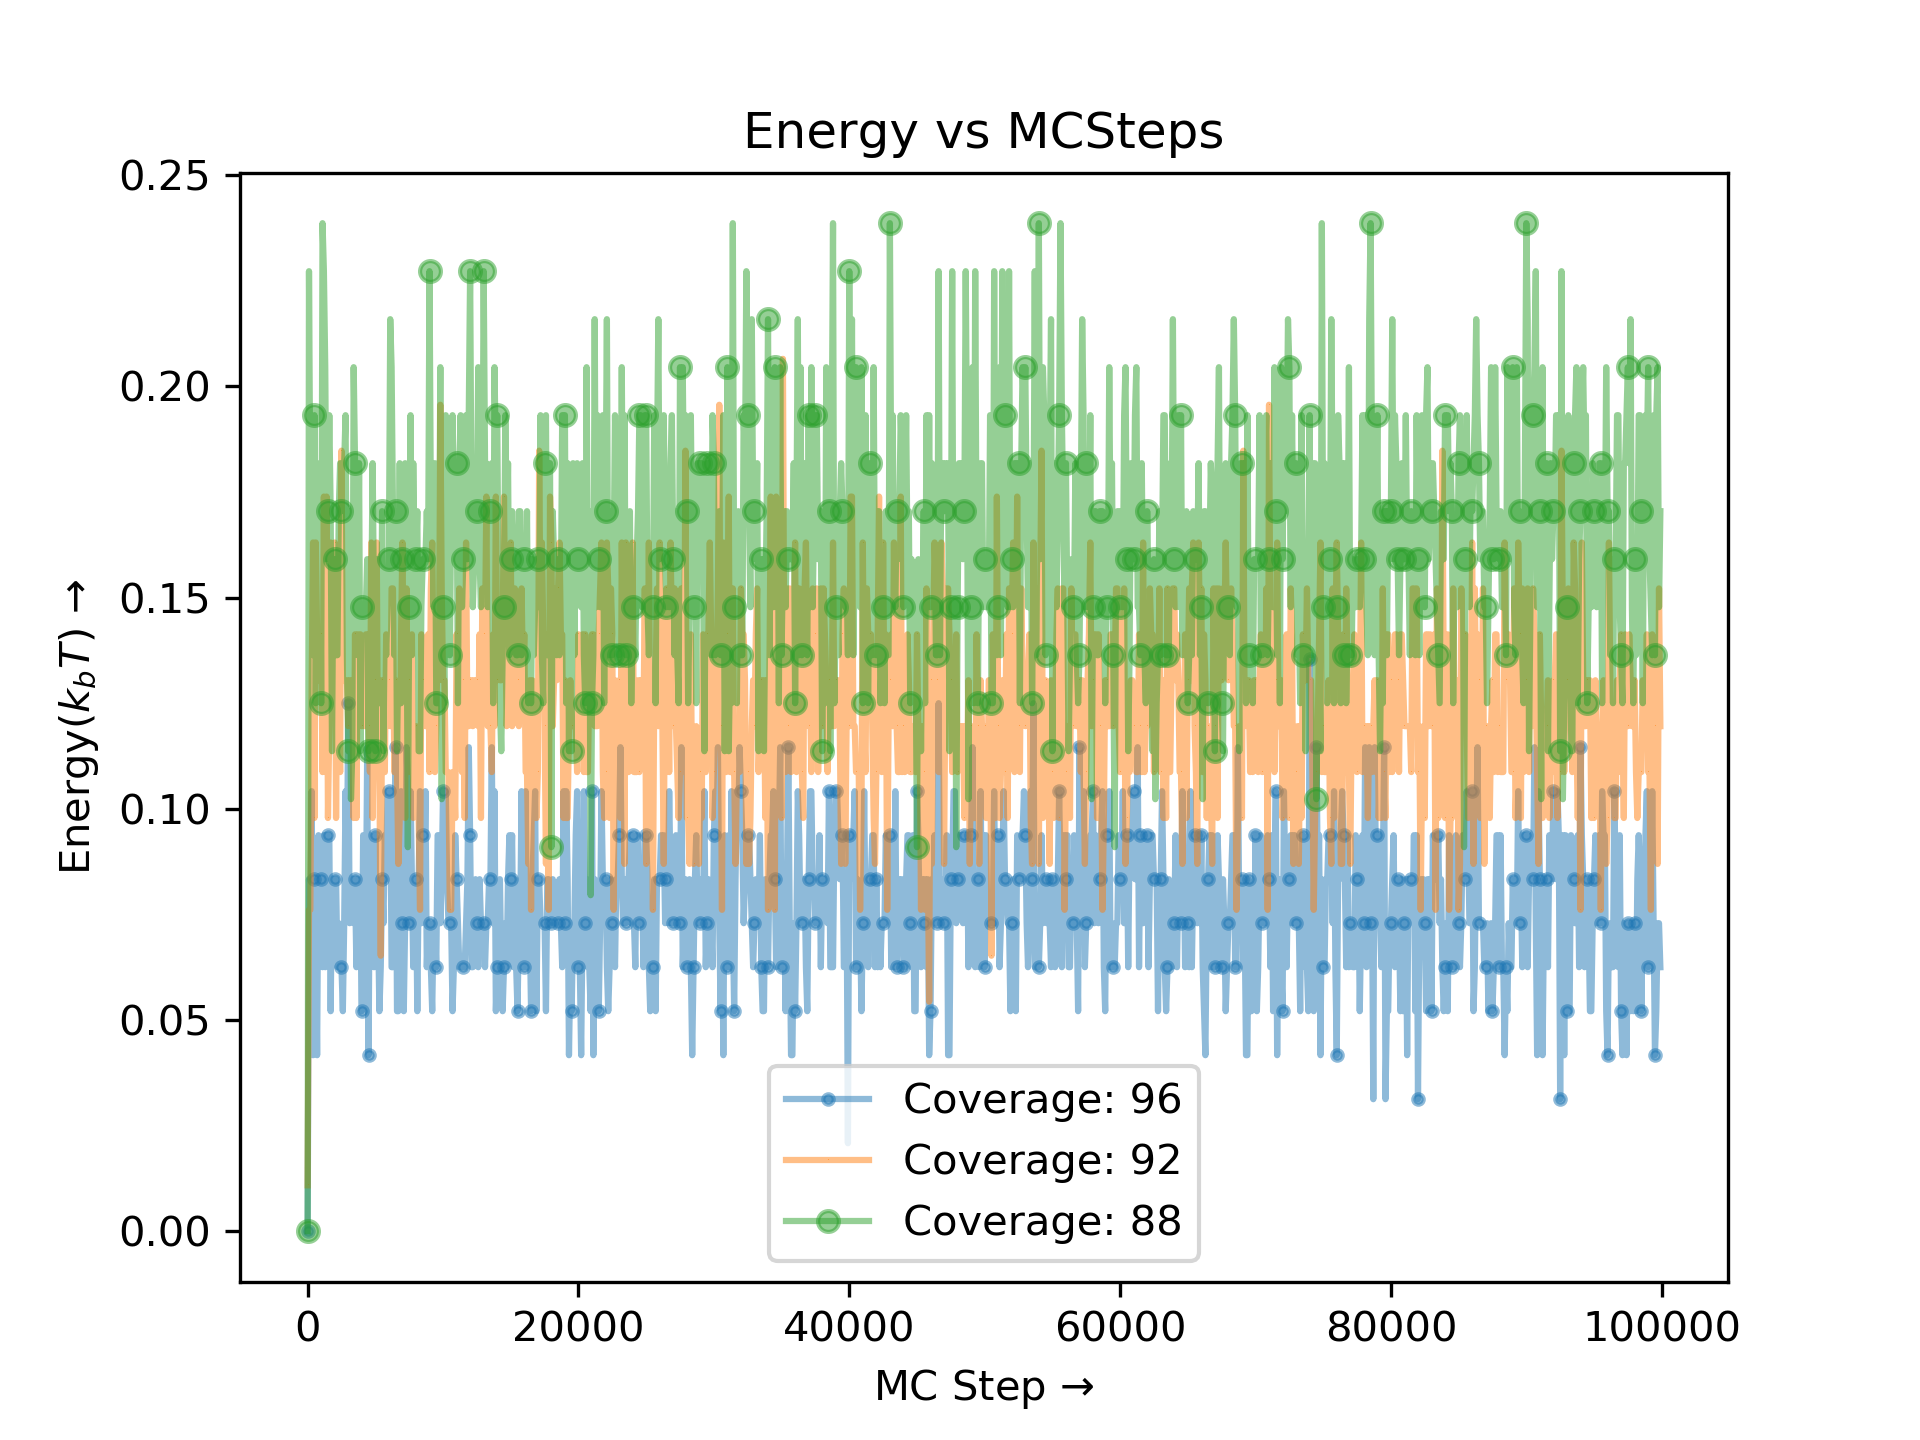 Energy vs MCSteps
0.25
0.20
0.15
0.10
0.05
0.00
Energy(k_bT) →
Coverage: 96
Coverage: 92
Coverage: 88
0 20000 40000 60000 80000 100000
MC Step →